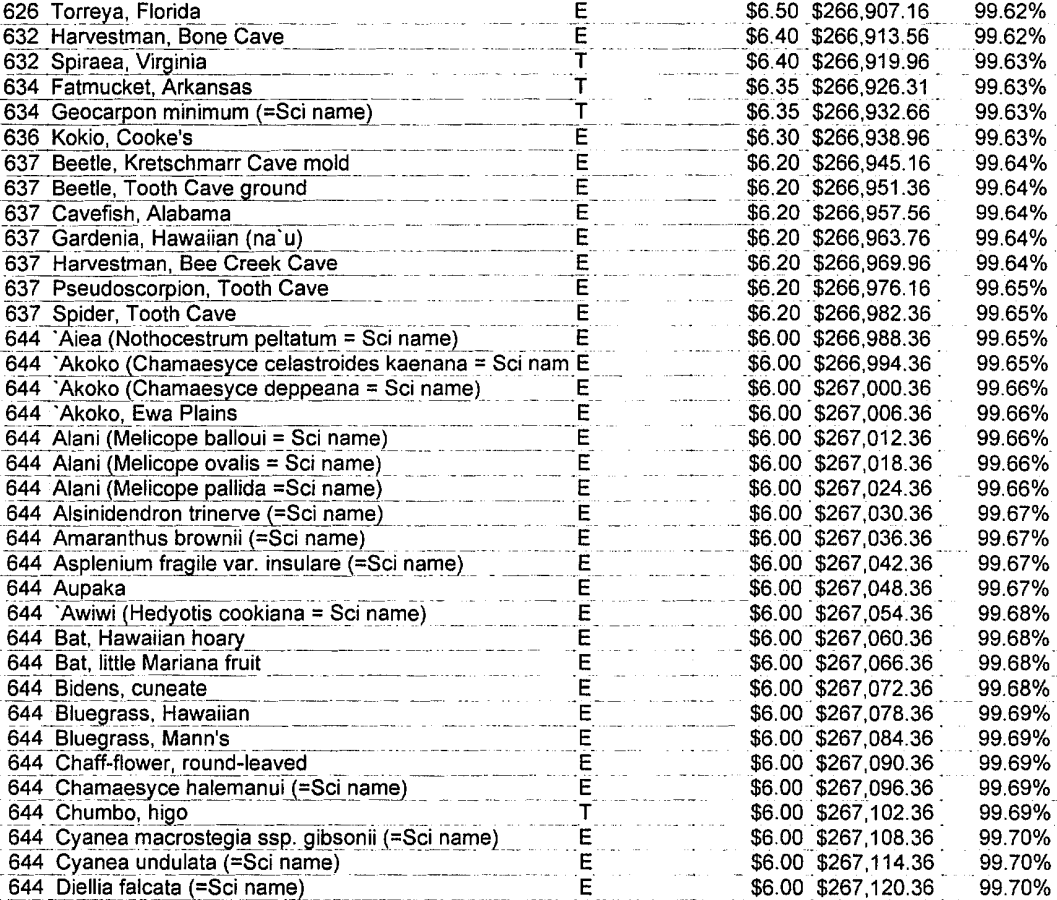 626 Torreya, Florida E $6.50 $266,907.16 99.62%
632 Harvestman, Bone Cave E $6.40 $266,913.56 99.62%
632 Spiraea, Virginia T $6.40 $266,919.96 99.63%
634 Fatmucket, Arkansas T $6.35 $266,926.31 99.63%
634 Geocarpon minimum (=Sci name) T $6.35 $266,932.66 99.63%
636 Kokio, Cooke's E $6.30 $266,938.96 99.63%
637 Beetle, Kretschmarr Cave mold E $6.20 $266,945.16 99.64%
637 Beetle, Tooth Cave ground E $6.20 $266,951.36 99.64%
637 Cavefish, Alabama E $6.20 $266,957.56 99.64%
637 Gardenia, Hawaiian (na`u) E $6.20 $266,963.76 99.64%
637 Harvestman, Bee Creek Cave E $6.20 $266,969.96 99.64%
637 Pseudoscorpion, Tooth Cave E $6.20 $266,976.16 99.65%
637 Spider, Tooth Cave E $6.20 $266,982.36 99.65%
644 `Aiea (Nothocestrum peltatum = Sci name) E $6.00 $266,988.36 99.65%
644 `Akoko (Chamaesyce celastroides kaenana = Sci nam E $6.00 $266,994.36 99.65%
644 `Akoko (Chamaesyce deppeana = Sci name) E $6.00 $267,000.36 99.66%
644 `Akoko, Ewa Plains E $6.00 $267,006.36 99.66%
644 Alani (Melicope balloui = Sci name) E $6.00 $267,012.36 99.66%
644 Alani (Melicope ovalis = Sci name) E $6.00 $267,018.36 99.66%
644 Alani (Melicope pallida =Sci name) E $6.00 $267,024.36 99.66%
644 Alsinidendron trinerve (=Sci name) E $6.00 $267,030.36 99.67%
644 Amaranthus brownii (=Sci name) E $6.00 $267,036.36 99.67%
644 Asplenium fragile var. insulare (=Sci name) E $6.00 $267,042.36 99.67%
644 Aupaka E $6.00 $267,048.36 99.67%
644 `Awiwi (Hedyotis cookiana = Sci name) E $6.00 $267,054.36 99.68%
644 Bat, Hawaiian hoary E $6.00 $267,060.36 99.68%
644 Bat, little Mariana fruit E $6.00 $267,066.36 99.68%
644 Bidens, cuneate E $6.00 $267,072.36 99.68%
644 Bluegrass, Hawaiian E $6.00 $267,078.36 99.69%
644 Bluegrass, Mann's E $6.00 $267,084.36 99.69%
644 Chaff-flower, round-leaved E $6.00 $267,090.36 99.69%
644 Chamaesyce halemanui (=Sci name) E $6.00 $267,096.36 99.69%
644 Chumbo, higo T $6.00 $267,102.36 99.69%
644 Cyanea macrostegia ssp. gibsonii (=Sci name) E $6.00 $267,108.36 99.70%
644 Cyanea undulata (=Sci name) E $6.00 $267,114.36 99.70%
644 Diellia falcata (=Sci name) E $6.00 $267,120.36 99.70%